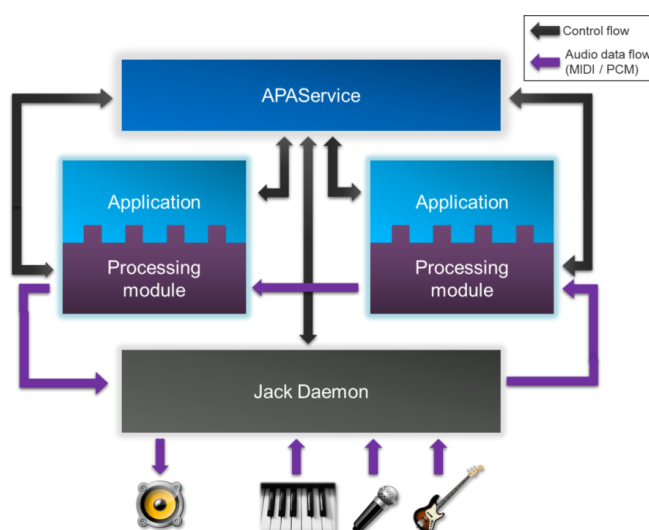 Control flow
Audio data flow
(MIDI / PCM)
APAService
Application
Application
Processing
module
Processing
module
Jack Daemon